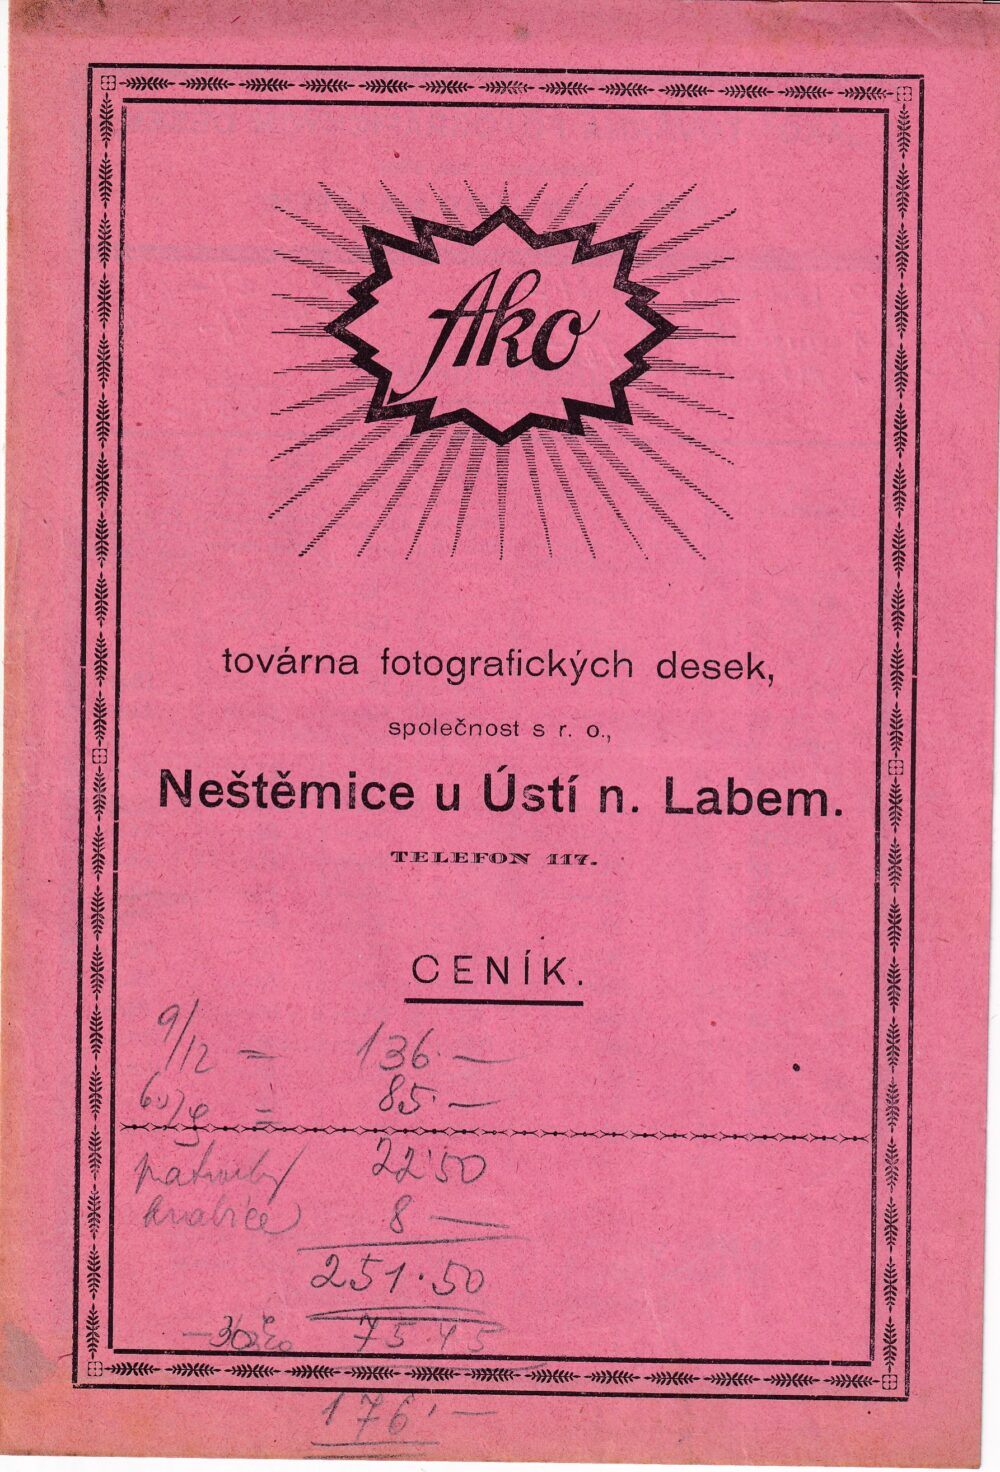 Ako
továrna fotografických desek,
společnost s r. o.,
Neštěmice u Ústí n. Labem.
TELEFON 117.
CENÍK.
9/12 = 136.—
= 85.—
22.50
krabice 8 —
251.50
75 45
176.—